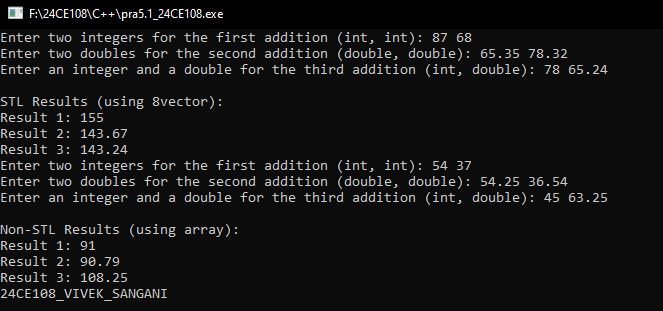 F:\24CE108\C++\pra5.1_24CE108.exe
Enter two integers for the first addition (int, int): 87 68
Enter two doubles for the second addition (double, double): 65.35 78.32
Enter an integer and a double for the third addition (int, double): 78 65.24
STL Results (using 8vector):
Result 1: 155
Result 2: 143.67
Result 3: 143.24
Enter two integers for the first addition (int, int): 54 37
Enter two doubles for the second addition (double, double): 54.25 36.54
Enter an integer and a double for the third addition (int, double): 45 63.25
Non-STL Results (using array):
Result 1: 91
Result 2: 90.79
Result 3: 108.25
24CE108_VIVEK_SANGANI